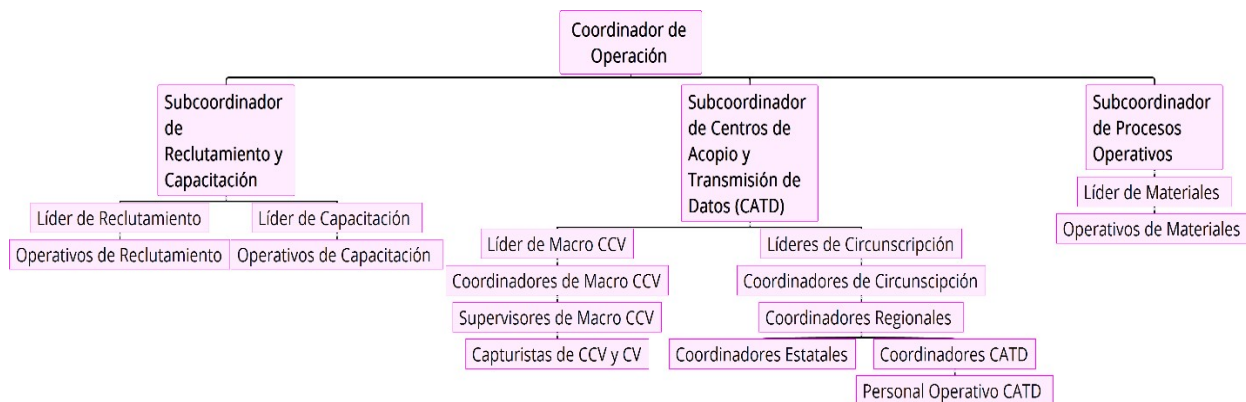 Coordinador de
Operación
Subcoordinador
de
Reclutamiento y
Capacitación
Subcoordinador
de Centros de
Acopio y
Transmisión de
Datos (CATD)
Subcoordinador
de Procesos
Operativos
Líder de Reclutamiento
Líder de Capacitación
Operativos de Reclutamiento
Operativos de Capacitación
Líder de Macro CCV
Líderes de Circunscripción
Coordinadores de Macro CCV
Coordinadores de Circunscipción
Supervisores de Macro CCV
Coordinadores Regionales
Capturistas de CCV y CV
Coordinadores Estatales
Coordinadores CATD
Personal Operativo CATD
Líder de Materiales
Operativos de Materiales